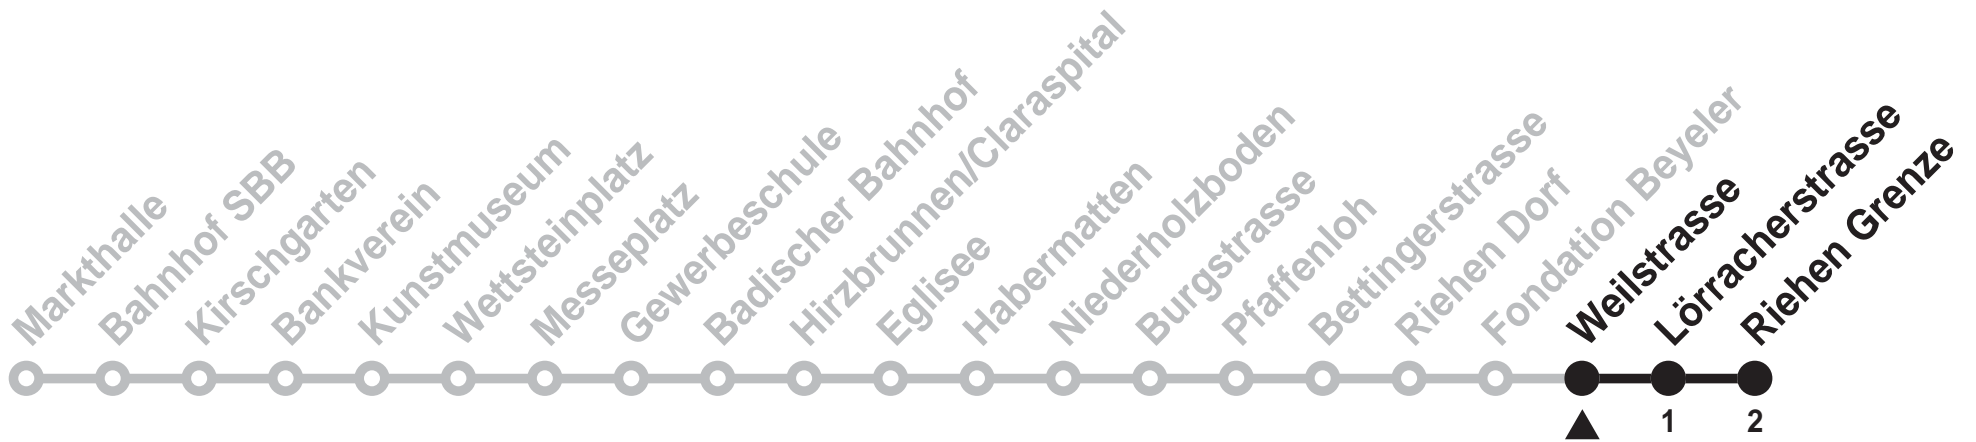 Markthalle
Bahnhof SBB
Kirschgarten
Bankverein
Kunstmuseum
Wettsteinplatz
Messeplatz
Gewerbeschule
Badischer Bahnhof
Hirzbrunnen/Claraspital
Eglisee
Habermatten
Niederholzboden
Burgstrasse
Pfaffenloh
Bettingerstrasse
Riehen Dorf
Fondation Beyeler
Weilstrasse
Lörracherstrasse
Riehen Grenze
1
2